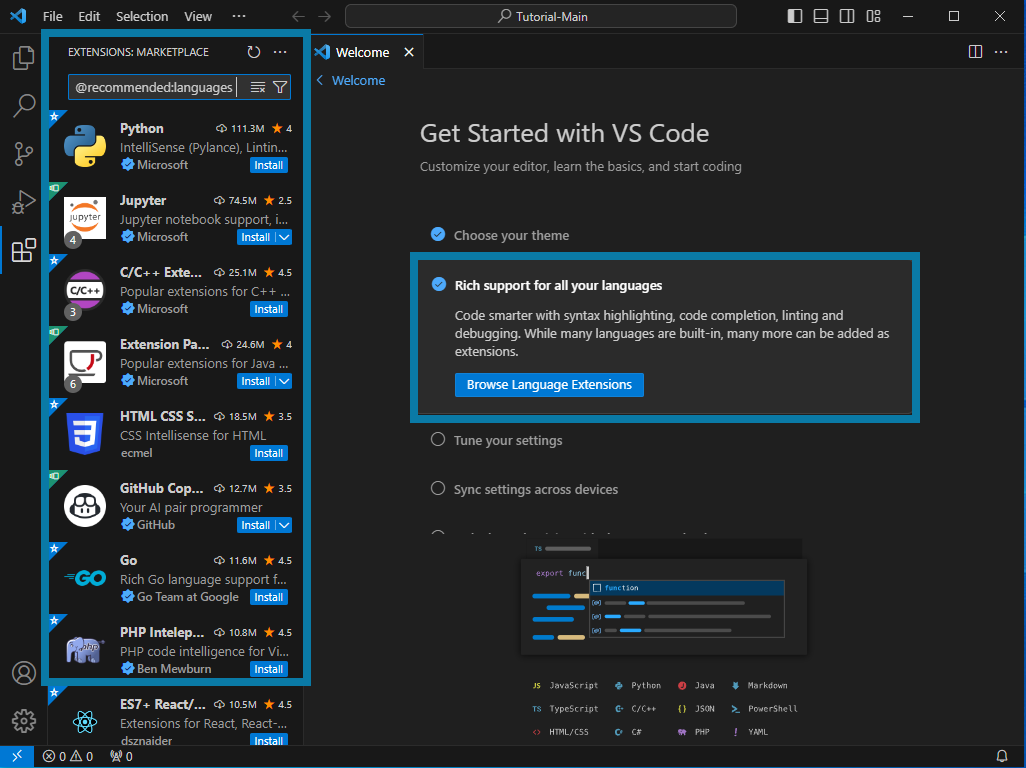 File Edit Selection View ···
Tutorial-Main
EXTENSIONS: MARKETPLACE
@recommended:languages
Python 111.3M 4
IntelliSense (Pylance), Lintin...
Microsoft Install
Jupyter 74.5M 2.5
jupyter
Jupyter notebook support, i...
4
Microsoft Install
C/C++ Exte... 25.1M 4.5
C/C++
Popular extensions for C++ ...
3
Microsoft Install
Extension Pa... 24.6M 4
Popular extensions for Java ...
6
Microsoft Install
HTML CSS S... 18.5M 3.5
3
CSS Intellisense for HTML
ecmel Install
GitHub Cop... 12.7M 3.5
Your AI pair programmer
GitHub Install
Go 11.6M 4.5
GO
Rich Go language support f...
Go Team at Google Install
PHP Intelep... 10.8M 4.5
php
PHP code intelligence for Vi...
Ben Mewburn Install
ES7+ React/... 10.5M 4.5
Extensions for React, React-...
dsznajder Install
Welcome
Welcome
Get Started with VS Code
Customize your editor, learn the basics, and start coding
Choose your theme
Rich support for all your languages
Code smarter with syntax highlighting, code completion, linting and
debugging. While many languages are built-in, many more can be added as
extensions.
Browse Language Extensions
Tune your settings
Sync settings across devices
TS
export func
function
JS JavaScript Python Java Markdown
TS TypeScript C/C++ {} JSON PowerShell
<> HTML/CSS C# PHP ! YAML
0 0 0